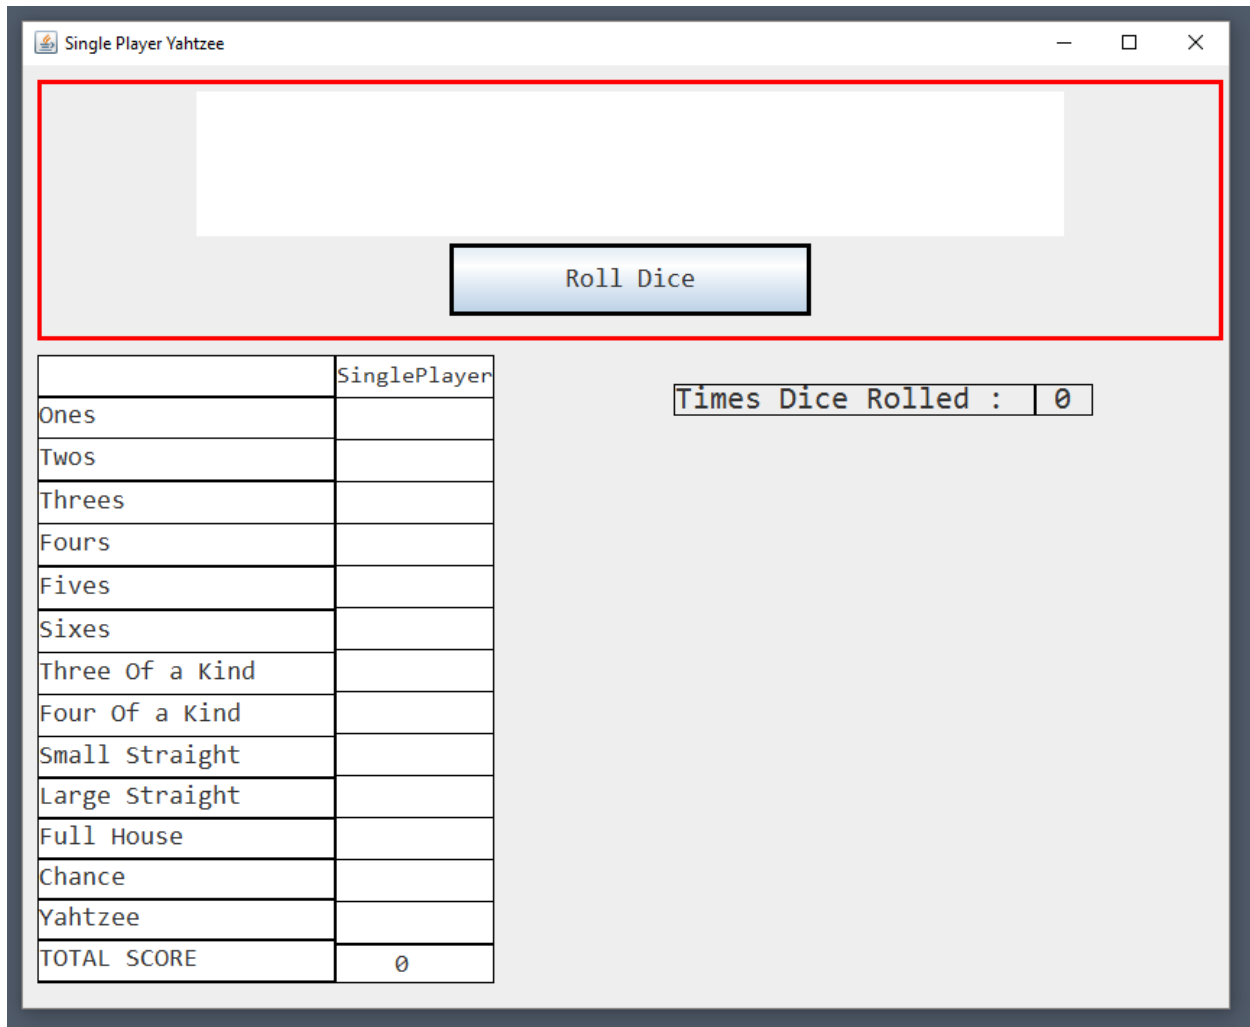 Single Player Yahtzee
Roll Dice
SinglePlayer
Times Dice Rolled : 0
Ones
Twos
Threes
Fours
Fives
Sixes
Three Of a Kind
Four Of a Kind
Small Straight
Large Straight
Full House
Chance
Yahtzee
TOTAL SCORE 0